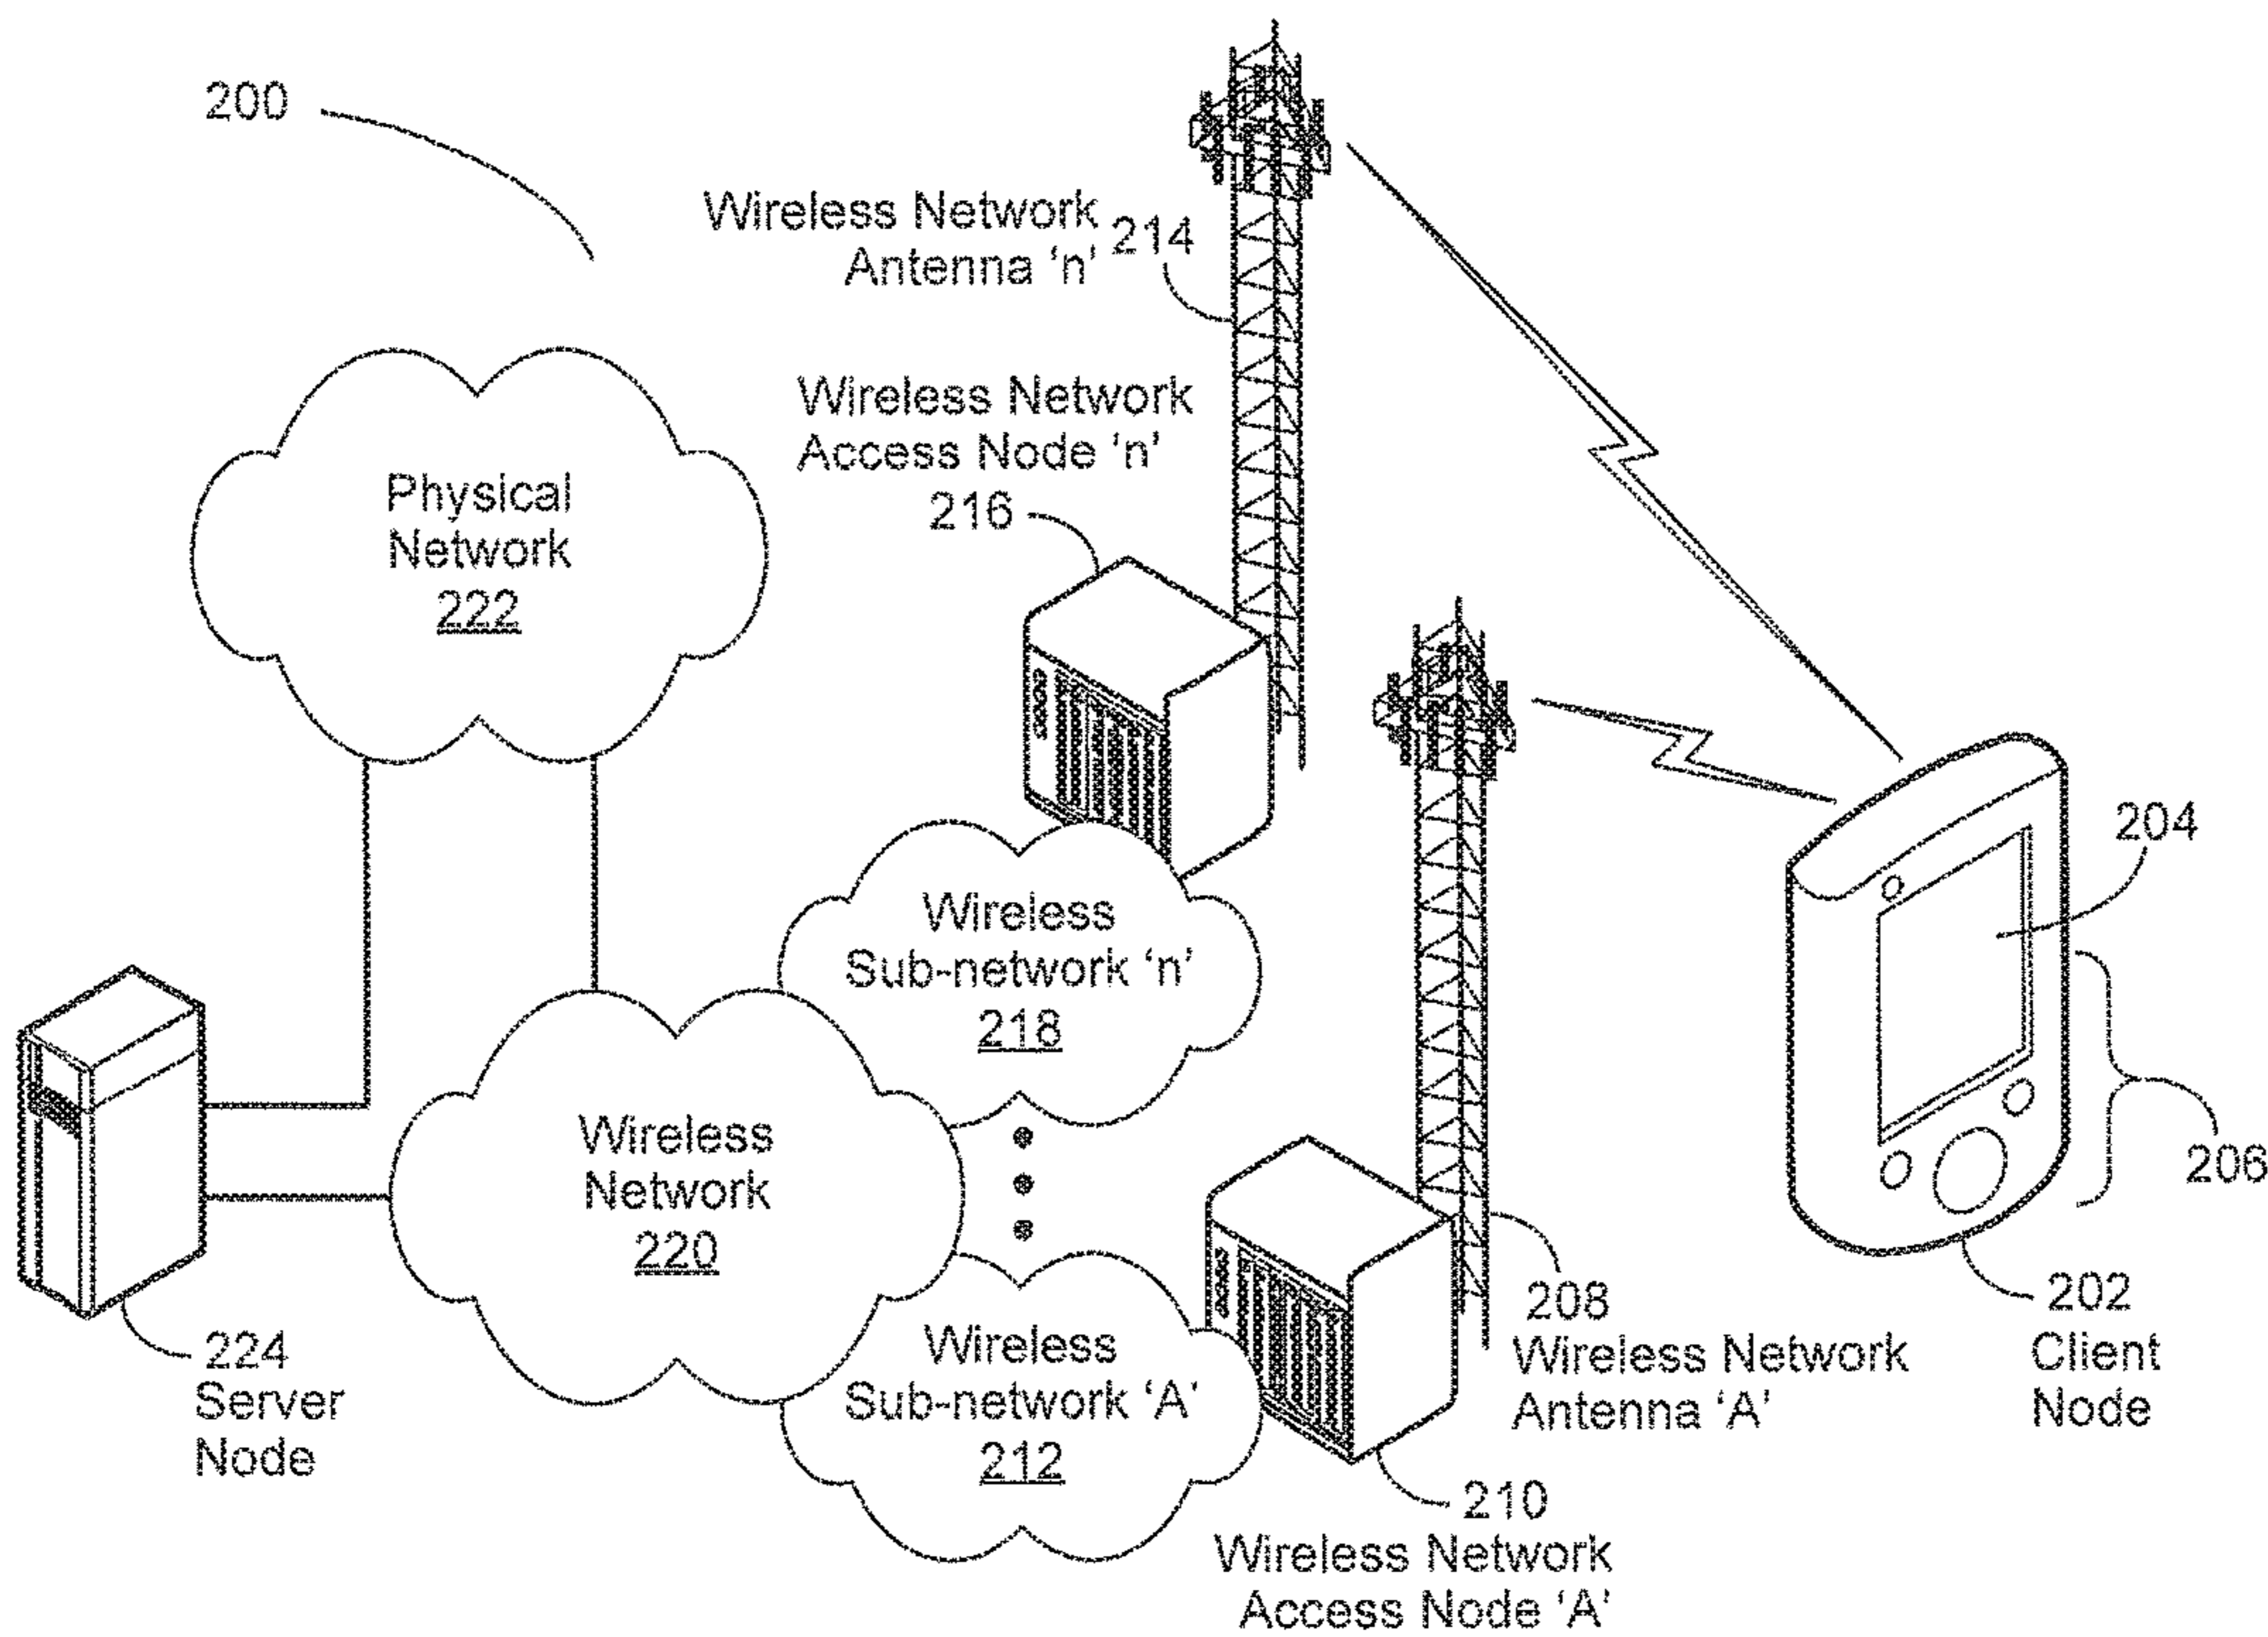 200
Wireless Network
Antenna 'n'
214
Wireless Network
Access Node 'n'
216
Physical
Network
222
204
Wireless
Sub-network 'n'
218
206
Wireless
Network
220
208
Wireless Network
Antenna 'A'
202
Client
Node
224
Server
Node
Wireless
Sub-network 'A'
212
210
Wireless Network
Access Node 'A'